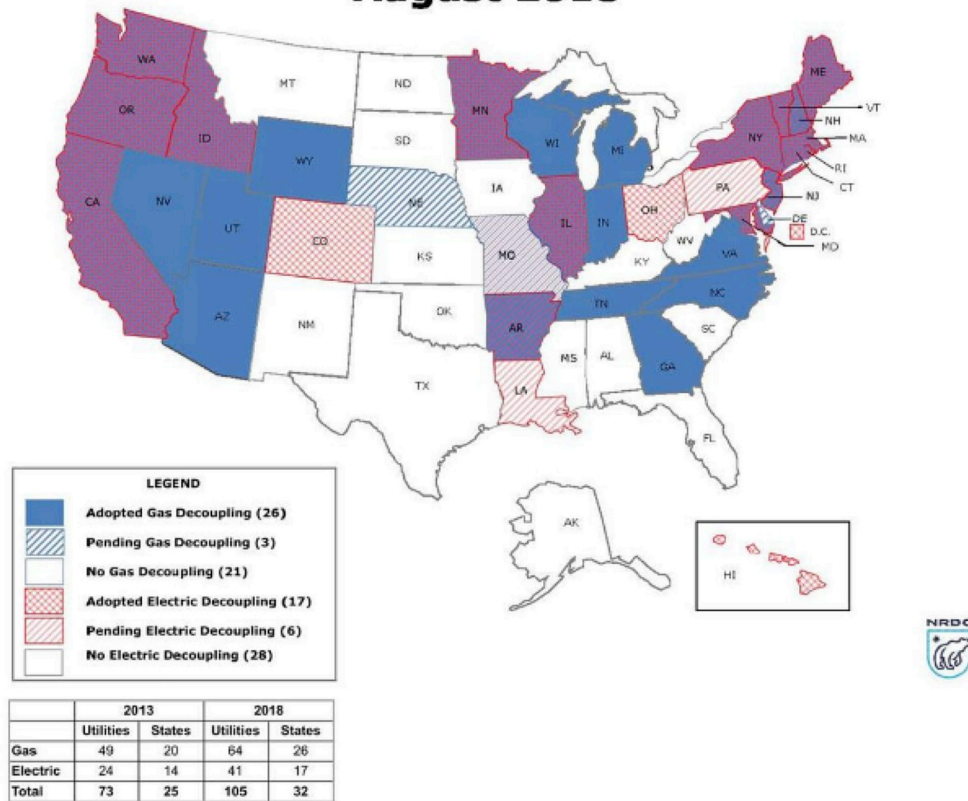 August 2018
WA
MT
ND
MN
ME
VT
NH
MA
RI
CT
OR
ID
SD
WI
MI
NY
WY
IA
PA
NJ
NE
OH
DE
D.C.
MD
CA
NV
UT
CO
IL
IN
WV
KS
MO
KY
VA
AZ
NM
OK
AR
TN
NC
SC
MS
AL
GA
TX
LA
FL
AK
HI
LEGEND
Adopted Gas Decoupling (26)
Pending Gas Decoupling (3)
No Gas Decoupling (21)
Adopted Electric Decoupling (17)
Pending Electric Decoupling (6)
No Electric Decoupling (28)
NRDC
2013 2018
Utilities States Utilities States
Gas 49 20 64 26
Electric 24 14 41 17
Total 73 25 105 32